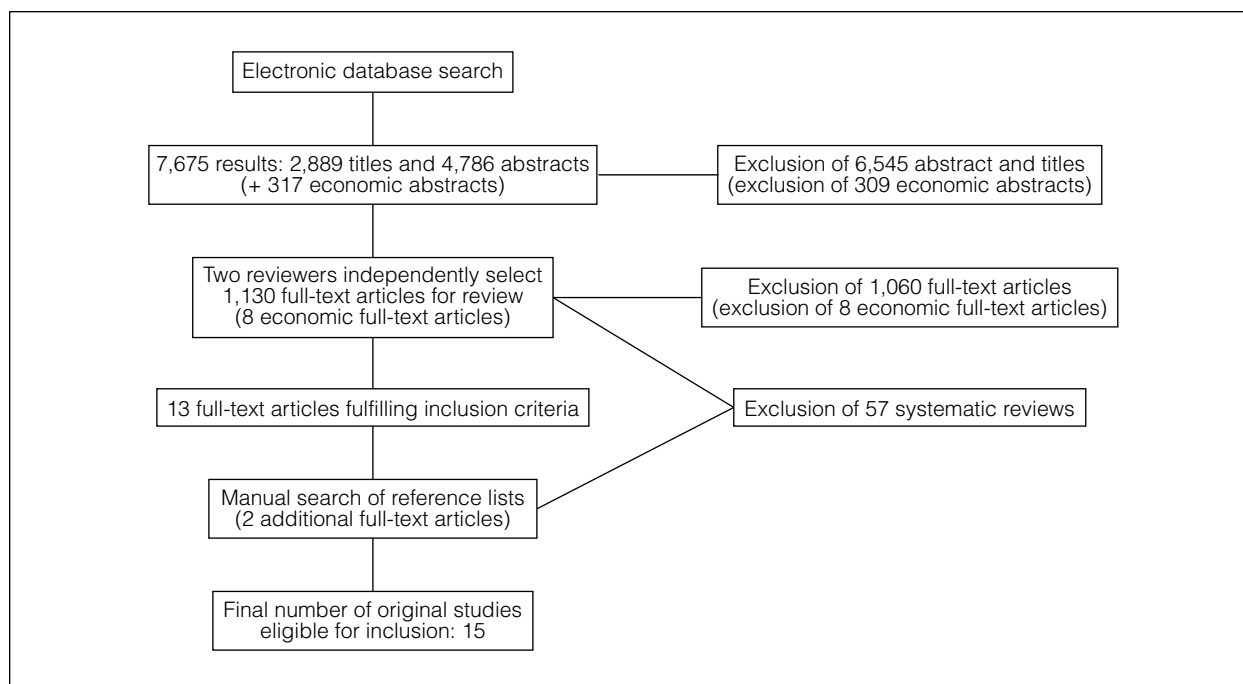 Electronic database search
7,675 results: 2,889 titles and 4,786 abstracts
(+ 317 economic abstracts)
Exclusion of 6,545 abstract and titles
(exclusion of 309 economic abstracts)
Two reviewers independently select
1,130 full-text articles for review
(8 economic full-text articles)
Exclusion of 1,060 full-text articles
(exclusion of 8 economic full-text articles)
13 full-text articles fulfilling inclusion criteria
Exclusion of 57 systematic reviews
Manual search of reference lists
(2 additional full-text articles)
Final number of original studies
eligible for inclusion: 15